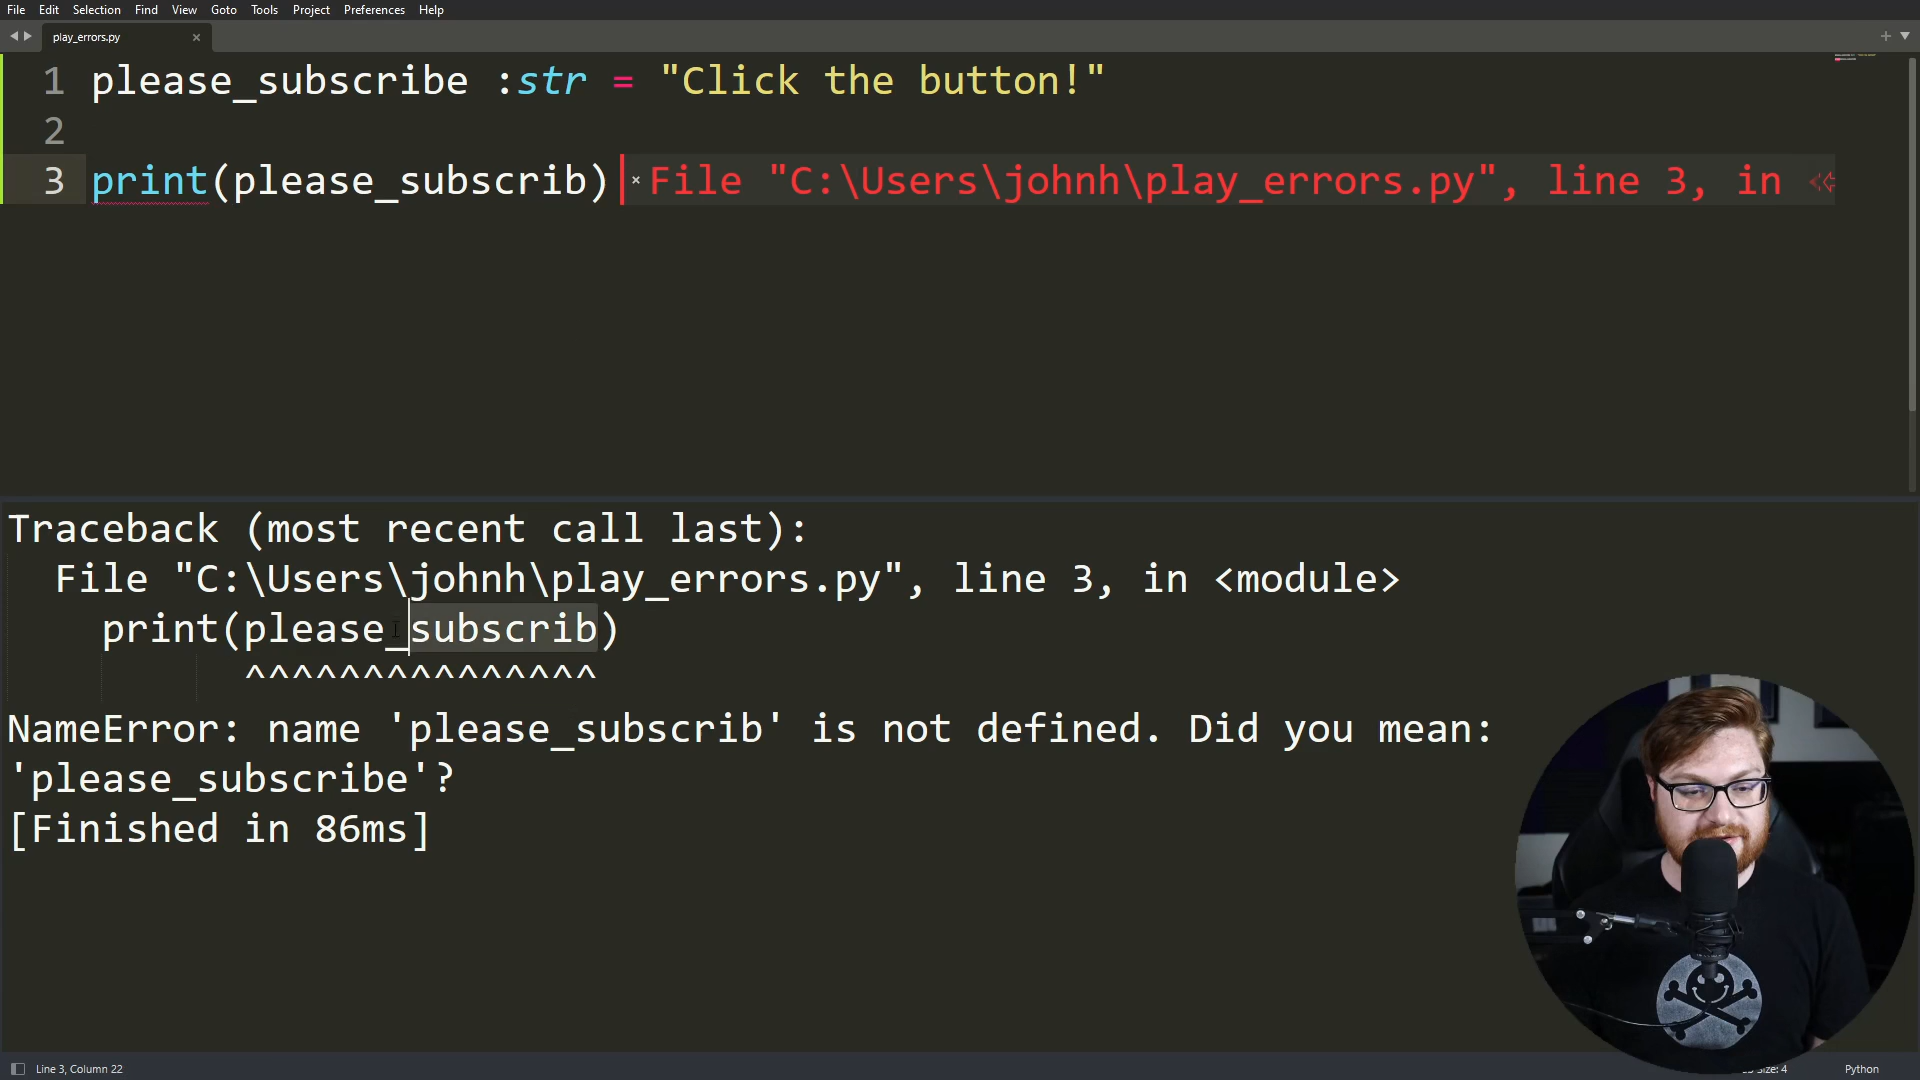 File Edit Selection Find View Goto Tools Project Preferences Help
play_errors.py
1 please_subscribe :str = "Click the button!"
2
3 print(please_subscrib) × File "C:\Users\johnh\play_errors.py", line 3, in <<
Traceback (most recent call last):
File "C:\Users\johnh\play_errors.py", line 3, in <module>
print(please_subscrib)
^^^^^^^^^^^^^^^
NameError: name 'please_subscrib' is not defined. Did you mean:
'please_subscribe'?
[Finished in 86ms]
Line 3, Column 22
Size: 4
Python